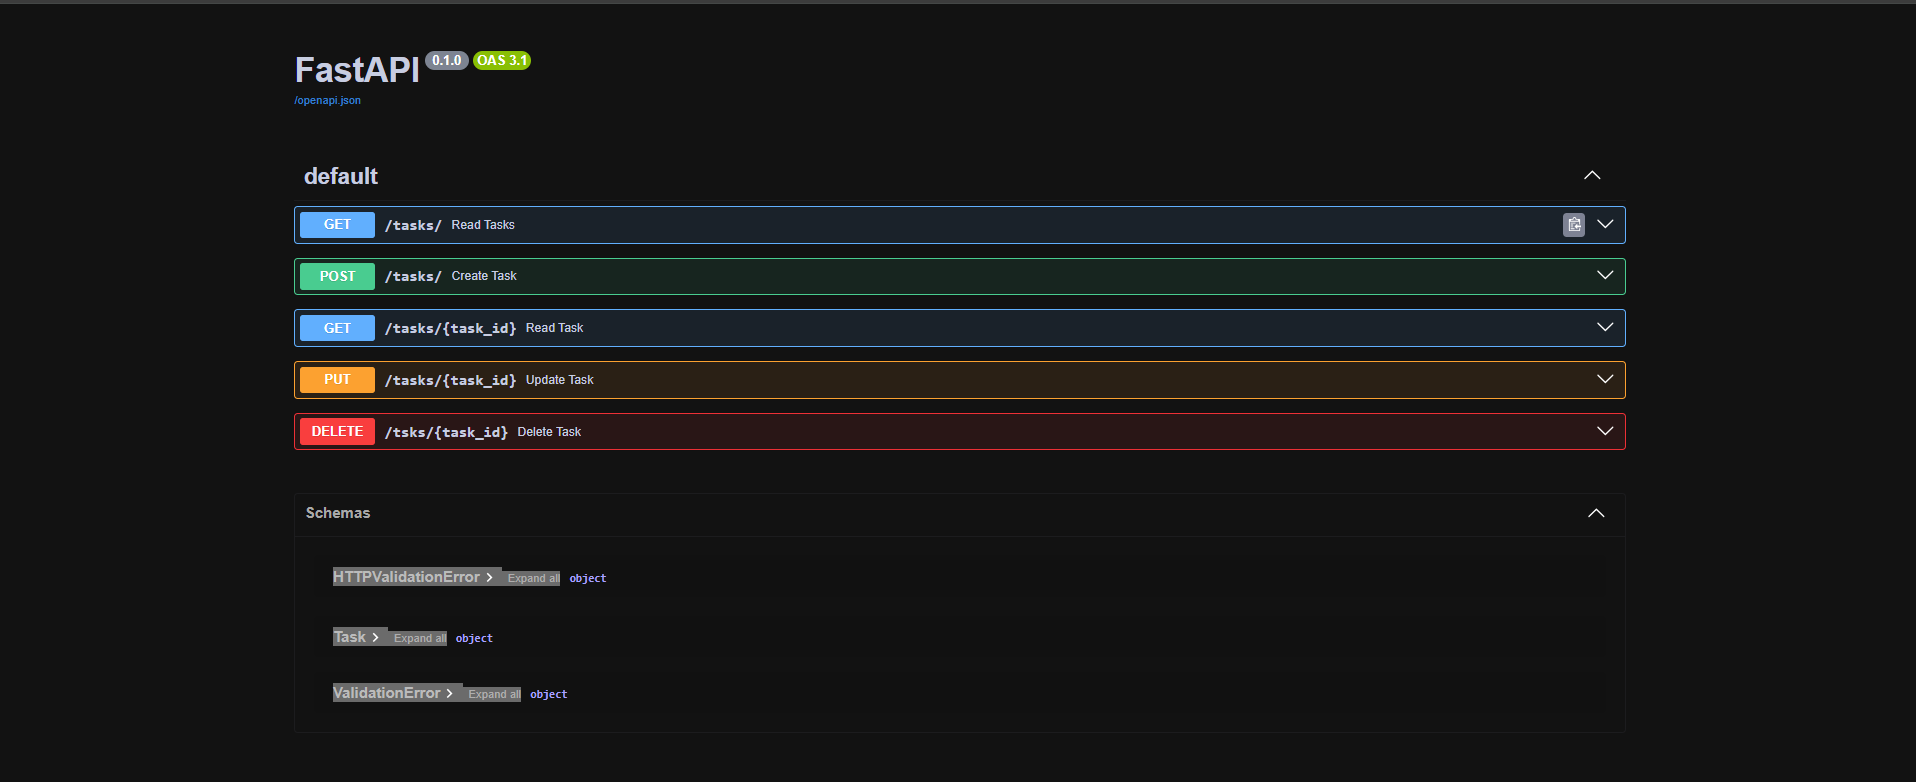 FastAPI 0.1.0 OAS 3.1
/openapi.json
default
GET /tasks/ Read Tasks
POST /tasks/ Create Task
GET /tasks/{task_id} Read Task
PUT /tasks/{task_id} Update Task
DELETE /tsks/{task_id} Delete Task
Schemas
HTTPValidationError Expand all object
Task Expand all object
ValidationError Expand all object